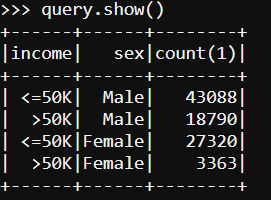 >>> query.show()
+------+------+--------+
|income|   sex|count(1)|
+------+------+--------+
| <=50K|  Male|   43088|
|  >50K|  Male|   18790|
| <=50K|Female|   27320|
|  >50K|Female|    3363|
+------+------+--------+